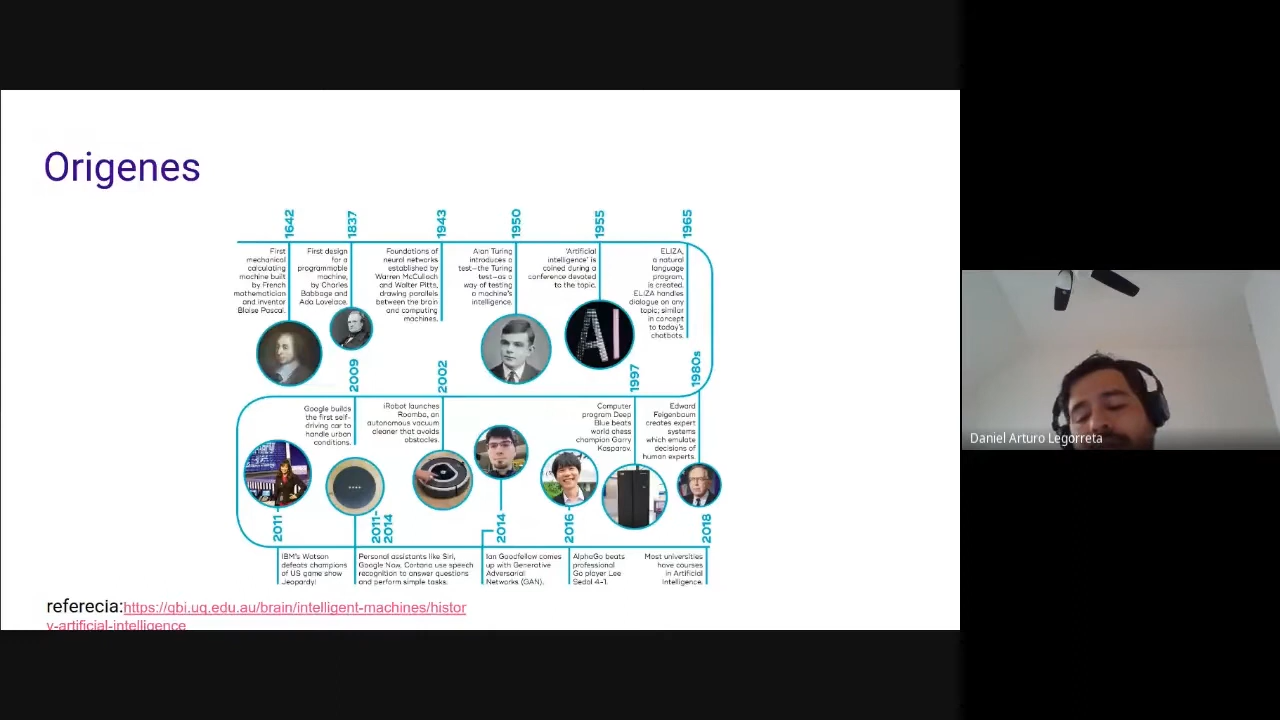 Origenes
1642
1837
1943
1950
1955
1965
First
mechanical
calculating
machine built
by French
mathematician
and inventor
Blaise Pascal.
First design
for a
programmable
machine,
by Charles
Babbage and
Ada Lovelace.
Foundations of
neural networks
established by
Warren McCulloch
and Walter Pitts,
drawing parallels
between the brain
and computing
machines.
Alan Turing
introduces a
test—the Turing
test—as a
way of testing
a machine's
intelligence.
'Artificial
intelligence' is
coined during a
conference devoted
to the topic.
ELIZA,
a natural
language
program,
is created.
ELIZA handles
dialogue on any
topic; similar
in concept
to today's
chatbots.
AI
2009
2002
1997
1980s
Google builds
the first self-
driving car to
handle urban
conditions.
iRobot launches
Roomba, an
autonomous vacuum
cleaner that avoids
obstacles.
Computer
program Deep
Blue beats
world chess
champion Garry
Kasparov.
Edward
Feigenbaum
creates expert
systems
which emulate
decisions of
human experts.
2011
2011-
2014
2014
2016
2018
IBM's Watson
defeats champions
of US game show
Jeopardy!
Personal assistants like Siri,
Google Now, Cortana use speech
recognition to answer questions
and perform simple tasks.
Ian Goodfellow comes
up with Generative
Adversarial
Networks (GAN).
AlphaGo beats
professional
Go player Lee
Sedol 4-1.
Most universities
have courses
in Artificial
Intelligence.
referecia:https://qbi.uq.edu.au/brain/intelligent-machines/histor
y-artificial-intelligence
Daniel Arturo Legorreta